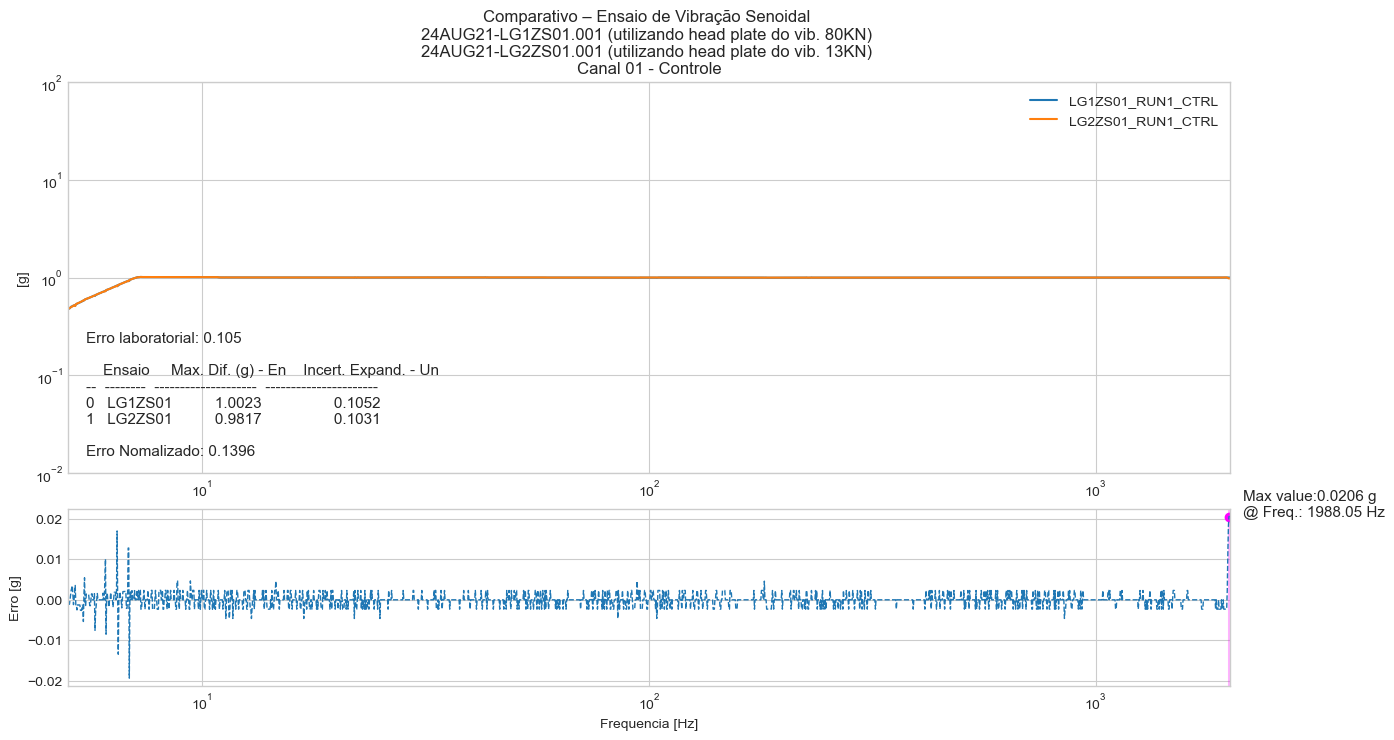 Comparativo – Ensaio de Vibração Senoidal
24AUG21-LG1ZS01.001 (utilizando head plate do vib. 80KN)
24AUG21-LG2ZS01.001 (utilizando head plate do vib. 13KN)
Canal 01 - Controle
10^2
LG1ZS01_RUN1_CTRL
LG2ZS01_RUN1_CTRL
10^1
10^0
[g]
Erro laboratorial: 0.105
Ensaio Max. Dif. (g) - En Incert. Expand. - Un
10^−1
-- -------- -------------------- ----------------------
0 LG1ZS01 1.0023 0.1052
1 LG2ZS01 0.9817 0.1031
Erro Nomalizado: 0.1396
10^−2
10^1 10^2 10^3
Max value:0.0206 g
@ Freq.: 1988.05 Hz
0.02
0.01
0.00
−0.01
−0.02
Erro [g]
10^1 10^2 10^3
Frequencia [Hz]